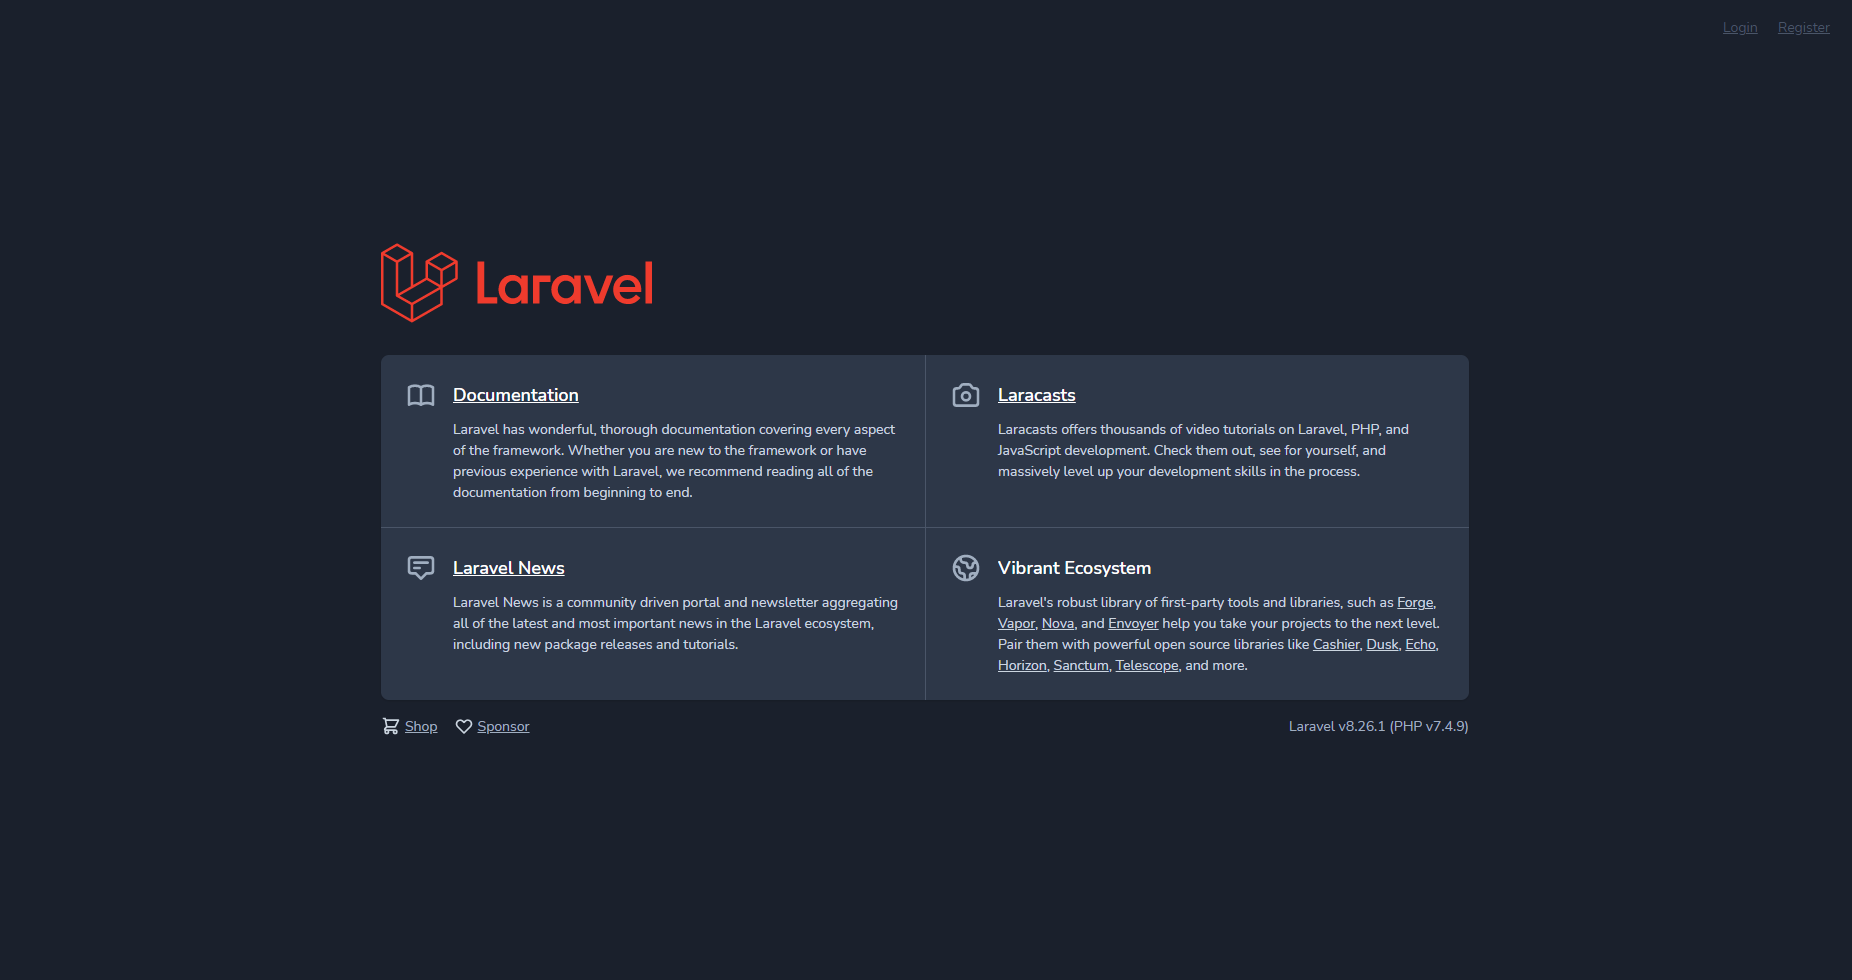 Login Register
Laravel
Documentation
Laravel has wonderful, thorough documentation covering every aspect
of the framework. Whether you are new to the framework or have
previous experience with Laravel, we recommend reading all of the
documentation from beginning to end.
Laracasts
Laracasts offers thousands of video tutorials on Laravel, PHP, and
JavaScript development. Check them out, see for yourself, and
massively level up your development skills in the process.
Laravel News
Laravel News is a community driven portal and newsletter aggregating
all of the latest and most important news in the Laravel ecosystem,
including new package releases and tutorials.
Vibrant Ecosystem
Laravel's robust library of first-party tools and libraries, such as Forge,
Vapor, Nova, and Envoyer help you take your projects to the next level.
Pair them with powerful open source libraries like Cashier, Dusk, Echo,
Horizon, Sanctum, Telescope, and more.
Shop Sponsor
Laravel v8.26.1 (PHP v7.4.9)